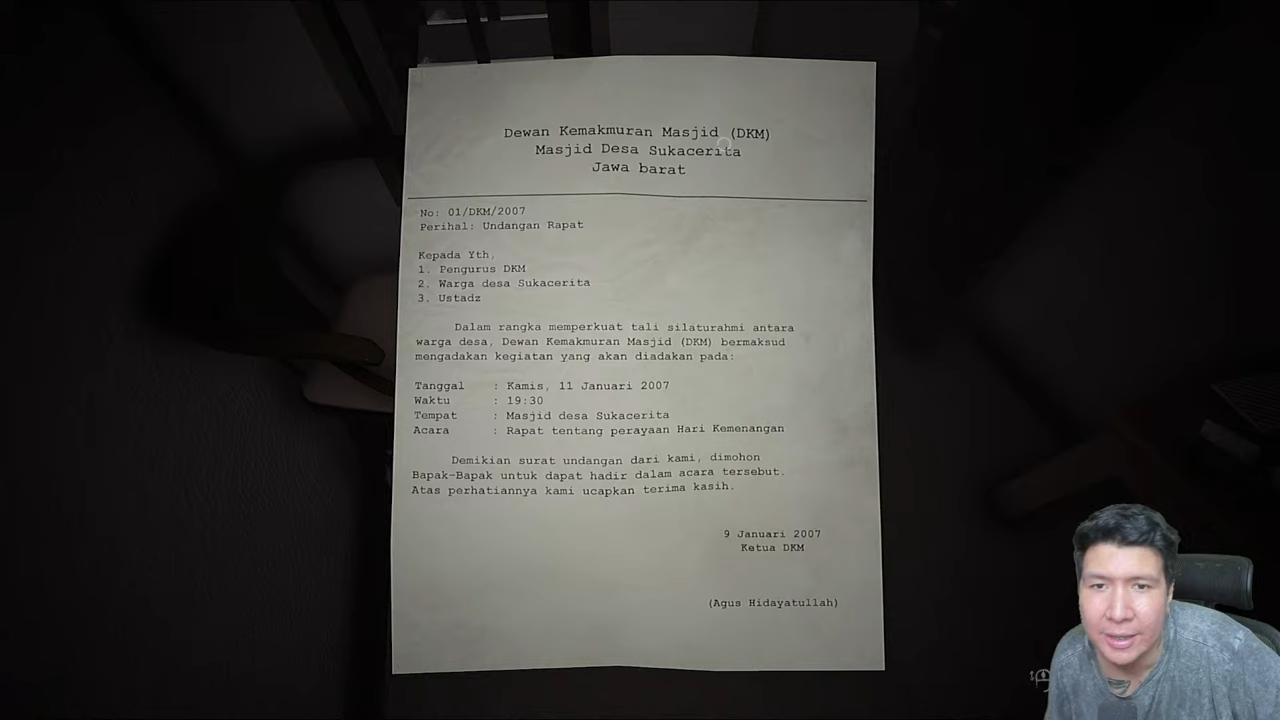 Dewan Kemakmuran Masjid (DKM)
Masjid Desa Sukacerita
Jawa barat
No: 01/DKM/2007
Perihal: Undangan Rapat
Kepada Yth,
1. Pengurus DKM
2. Warga desa Sukacerita
3. Ustadz
Dalam rangka memperkuat tali silaturahmi antara
warga desa, Dewan Kemakmuran Masjid (DKM) bermaksud
mengadakan kegiatan yang akan diadakan pada:
Tanggal : Kamis, 11 Januari 2007
Waktu : 19:30
Tempat : Masjid desa Sukacerita
Acara : Rapat tentang perayaan Hari Kemenangan
Demikian surat undangan dari kami, dimohon
Bapak-Bapak untuk dapat hadir dalam acara tersebut.
Atas perhatiannya kami ucapkan terima kasih.
9 Januari 2007
Ketua DKM
(Agus Hidayatullah)